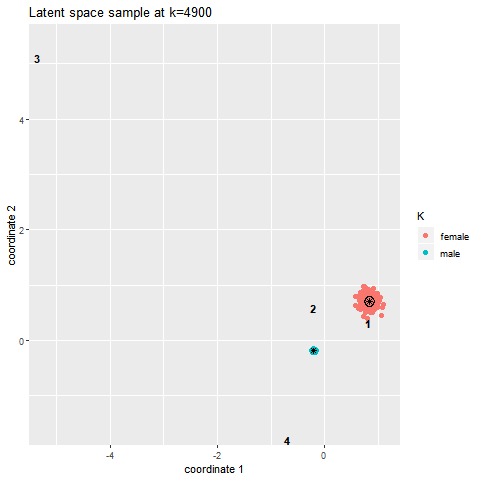 Latent space sample at k=4900
3
4
2
2
1
0
4
-4
-2
0
coordinate 1
coordinate 2
K
female
male